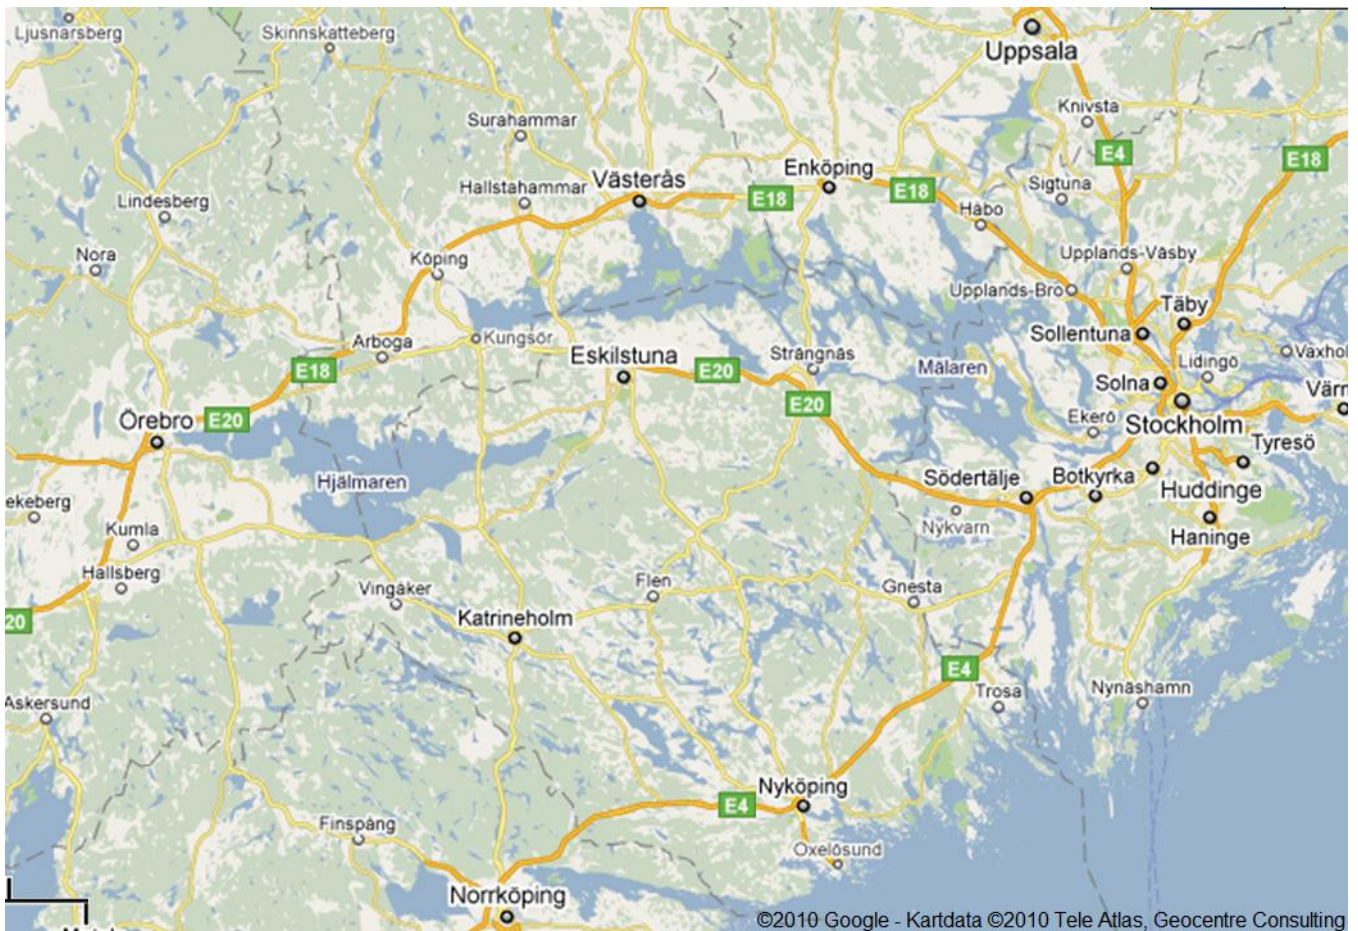 Ljusnarsberg
Skinnskatteberg
Uppsala
Knivsta
Surahammar
E4
E18
Enköping
Västerås
Hallstahammar
E18
E18
Sigtuna
Lindesberg
Håbo
Nora
Köping
Upplands-Väsby
Upplands-Bro
Täby
Sollentuna
Kungsör
Arboga
Eskilstuna
Strängnäs
Vaxhol
Lidingö
E18
E20
Mälaren
Solna
Värn
E20
Örebro
E20
Ekerö
Stockholm
Tyresö
Hjälmaren
Södertälje
Botkyrka
Huddinge
ekeberg
Nykvarn
Kumla
Haninge
Hallsberg
Flen
Gnesta
Vingåker
20
Katrineholm
E4
Trosa
Nynäshamn
Askersund
Nyköping
E4
Finspång
Oxelösund
Norrköping
©2010 Google - Kartdata ©2010 Tele Atlas, Geocentre Consulting